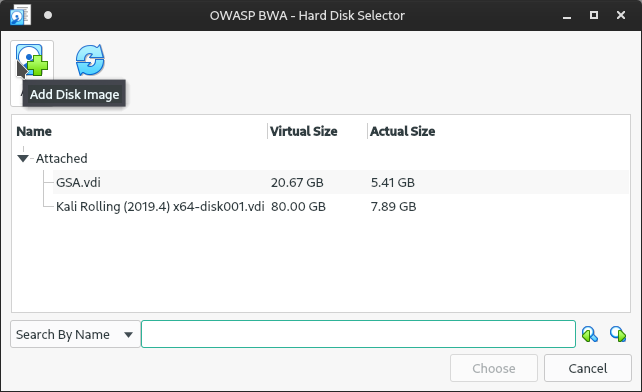 OWASP BWA - Hard Disk Selector
Add Disk Image
Name Virtual Size Actual Size
Attached
GSA.vdi 20.67 GB 5.41 GB
Kali Rolling (2019.4) x64-disk001.vdi 80.00 GB 7.89 GB
Search By Name
Choose Cancel